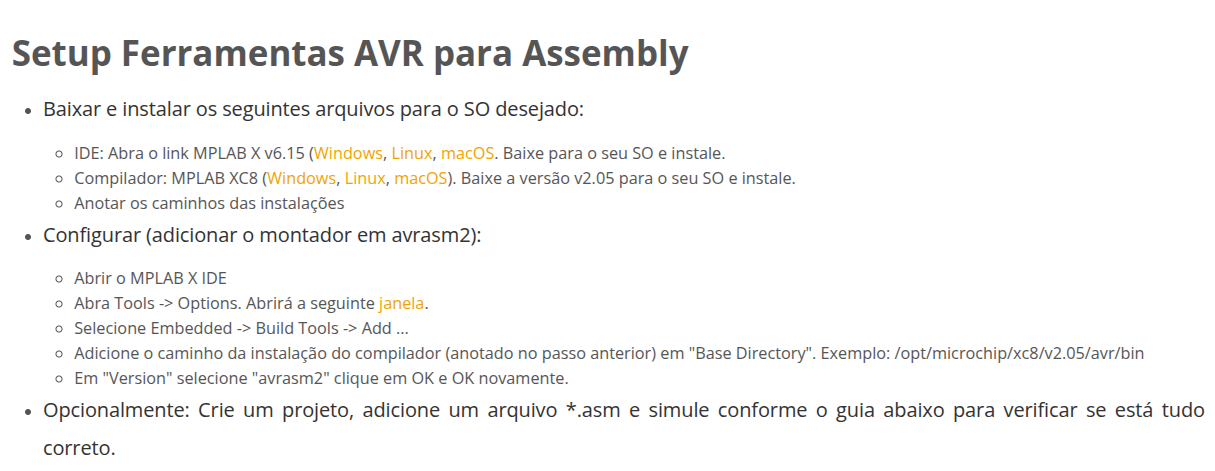 Setup Ferramentas AVR para Assembly
• Baixar e instalar os seguintes arquivos para o SO desejado:
◦ IDE: Abra o link MPLAB X v6.15 (Windows, Linux, macOS. Baixe para o seu SO e instale.
◦ Compilador: MPLAB XC8 (Windows, Linux, macOS). Baixe a versão v2.05 para o seu SO e instale.
◦ Anotar os caminhos das instalações
• Configurar (adicionar o montador em avrasm2):
◦ Abrir o MPLAB X IDE
◦ Abra Tools -> Options. Abrirá a seguinte janela.
◦ Selecione Embedded -> Build Tools -> Add ...
◦ Adicione o caminho da instalação do compilador (anotado no passo anterior) em "Base Directory". Exemplo: /opt/microchip/xc8/v2.05/avr/bin
◦ Em "Version" selecione "avrasm2" clique em OK e OK novamente.
• Opcionalmente: Crie um projeto, adicione um arquivo *.asm e simule conforme o guia abaixo para verificar se está tudo
correto.